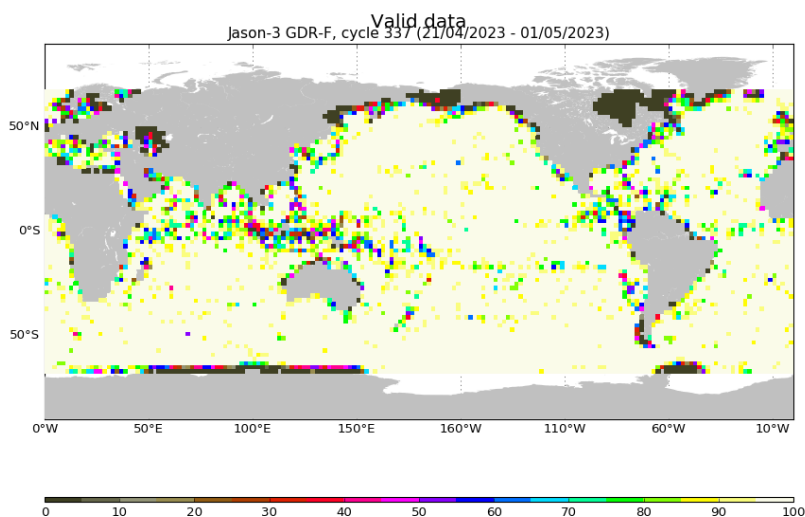 Valid data
Jason-3 GDR-F, cycle 337 (21/04/2023 - 01/05/2023)
50°N
0°S
50°S
0°W 50°E 100°E 150°E 160°W 110°W 60°W 10°W
0 10 20 30 40 50 60 70 80 90 100